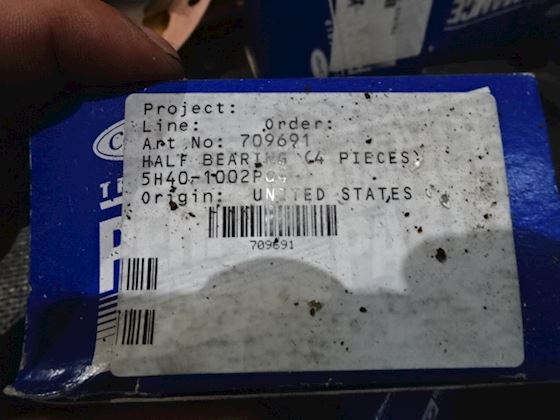 Project:
Line: Order:
Art No: 709691
HALF BEARING (4 PIECES)
Origin: UNITED STATES
709691